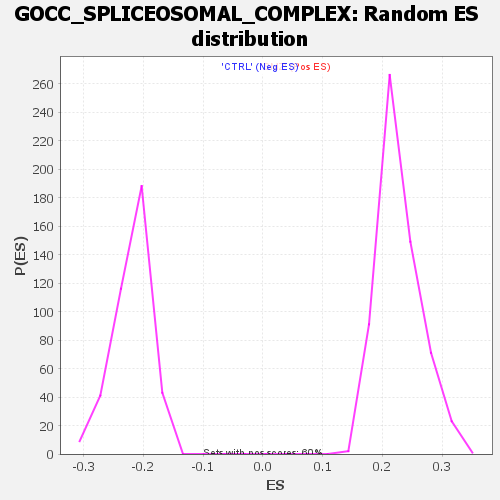 GOCC_SPLICEOSOMAL_COMPLEX: Random ES
distribution
'CTRL' (Neg ES) Pos ES)
260
240
220
200
180
160
140
120
100
80
60
40
20
0
P(ES)
Sets with pos scores: 60%
-0.3 -0.2 -0.1 0.0 0.1 0.2 0.3
ES